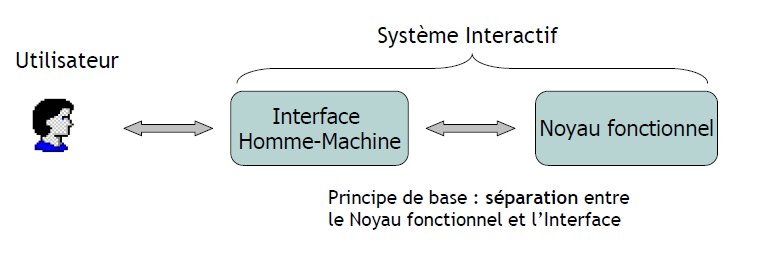 Système Interactif
Utilisateur
Interface
Homme-Machine
Noyau fonctionnel
Principe de base : séparation entre
le Noyau fonctionnel et l’Interface